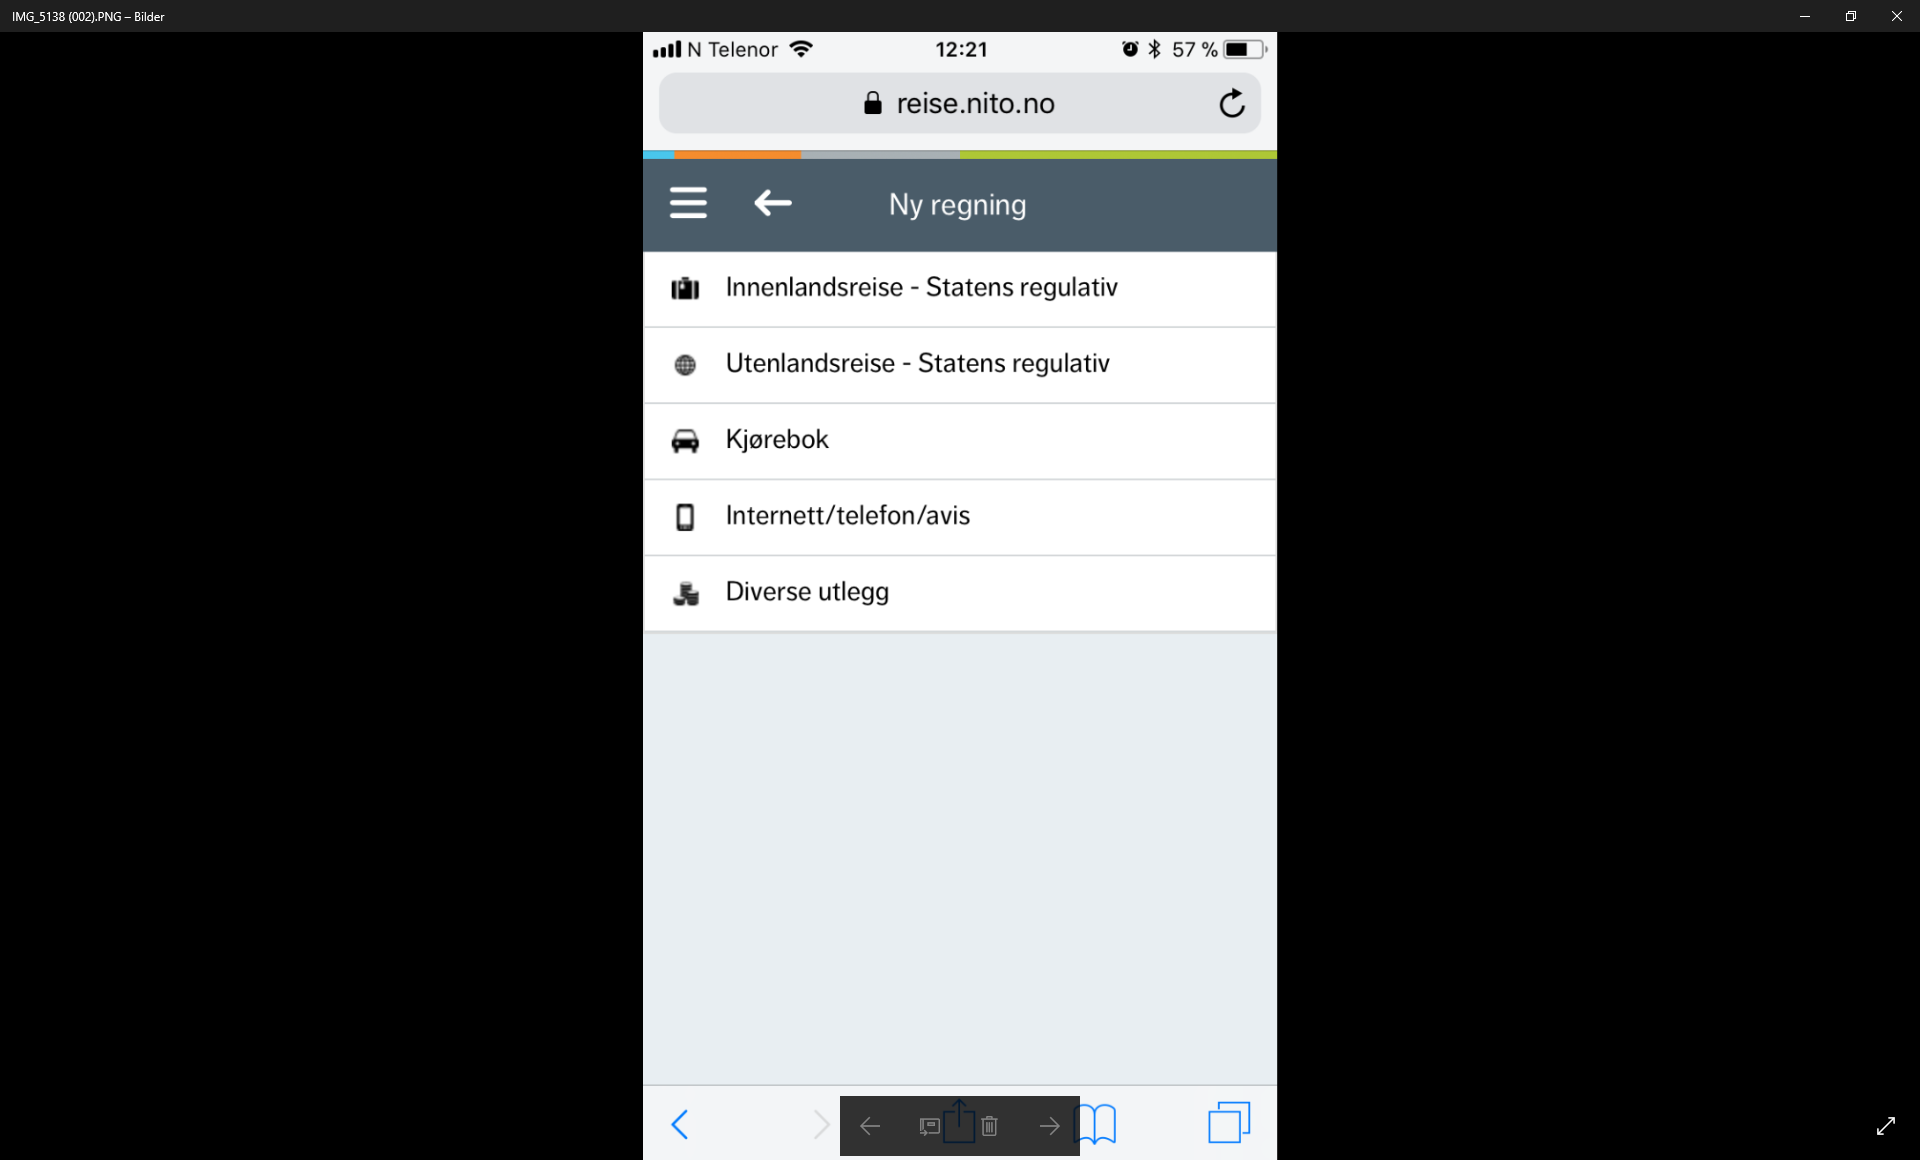 IMG_5138 (002).PNG – Bilder
N Telenor 12:21 57 %
reise.nito.no
Ny regning
Innenlandsreise - Statens regulativ
Utenlandsreise - Statens regulativ
Kjørebok
Internett/telefon/avis
Diverse utlegg